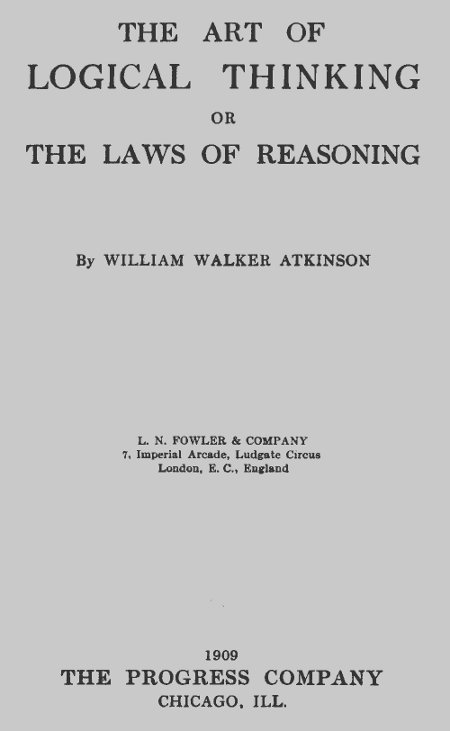 THE ART OF
LOGICAL THINKING
OR
THE LAWS OF REASONING
By WILLIAM WALKER ATKINSON
L. N. FOWLER & COMPANY
7, Imperial Arcade, Ludgate Circus
London, E. C., England
1909
THE PROGRESS COMPANY
CHICAGO, ILL.